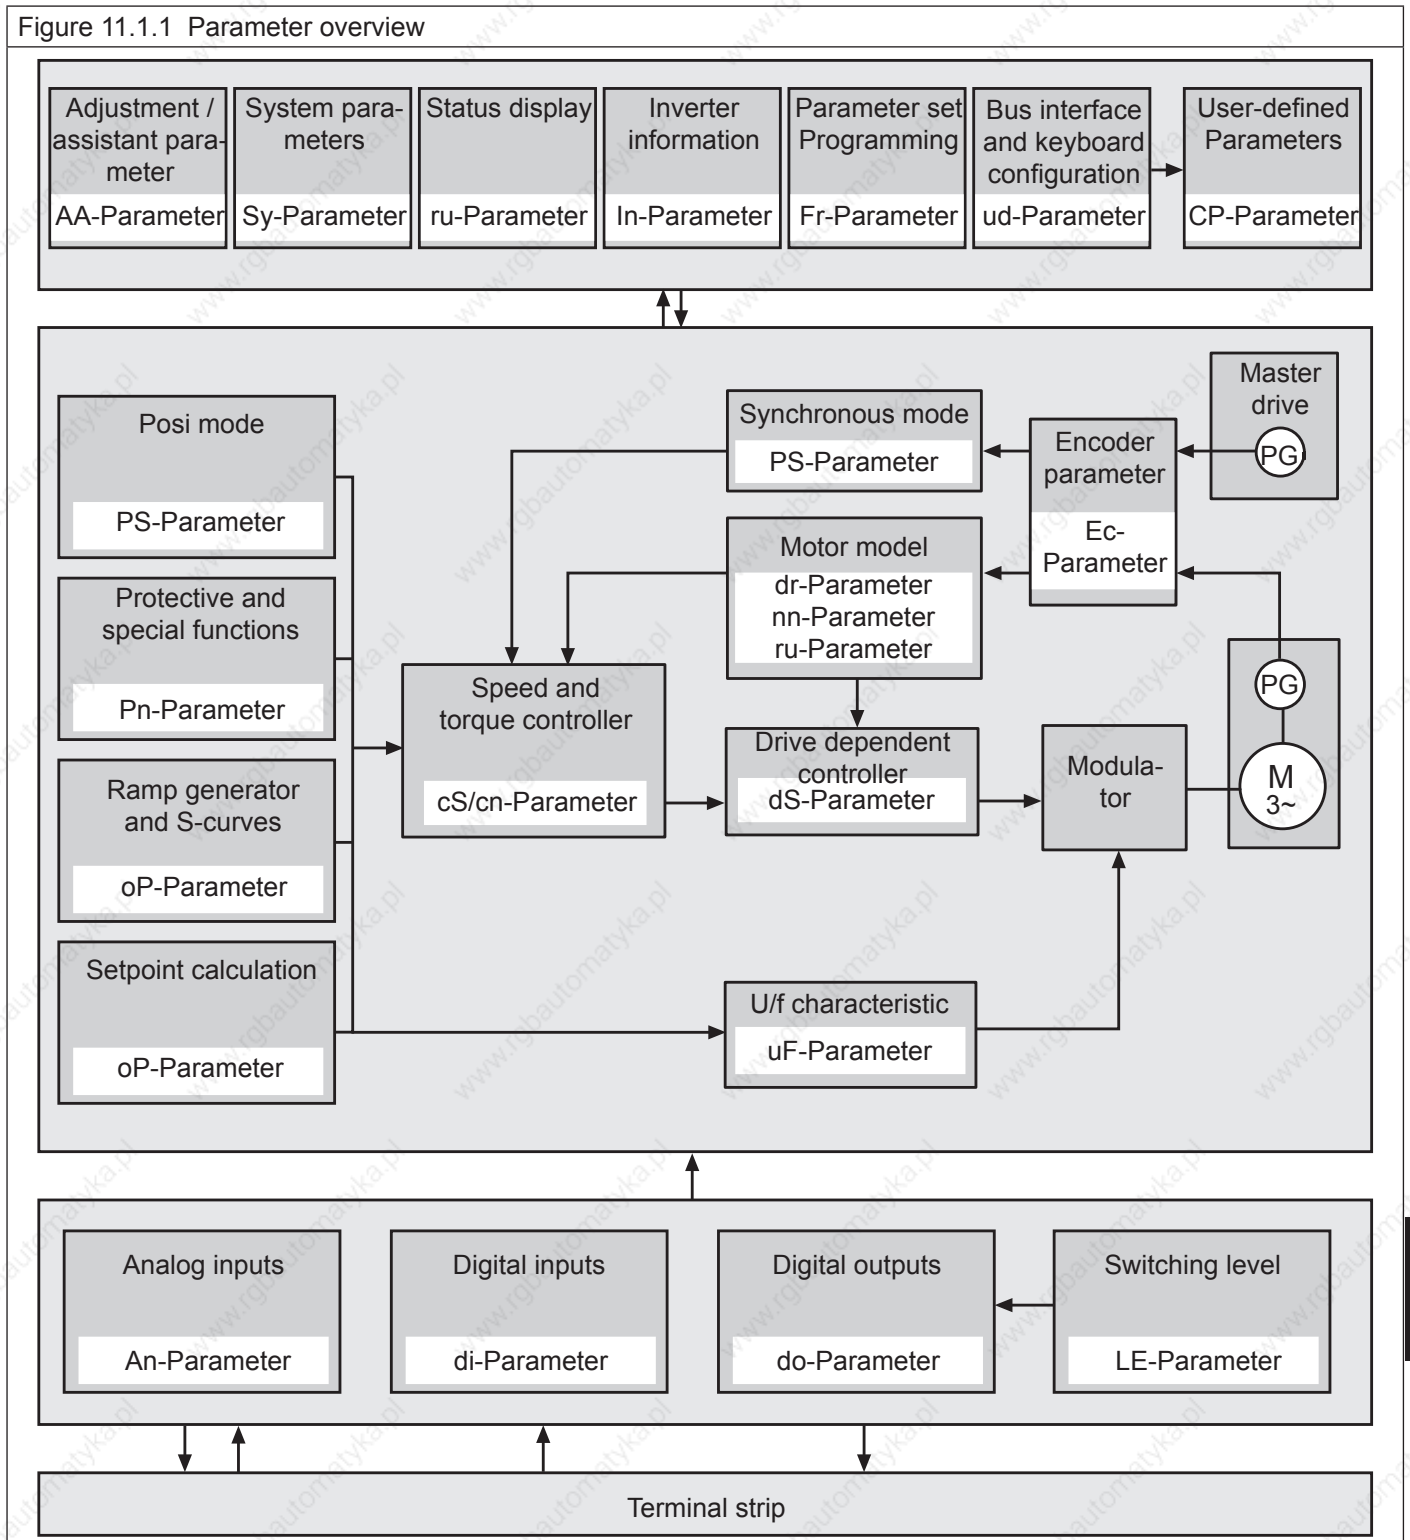 Figure 11.1.1 Parameter overview
Adjustment /
assistant para-
meter
AA-Parameter
System para-
meters
Sy-Parameter
Status display
ru-Parameter
Inverter
information
In-Parameter
Parameter set
Programming
Fr-Parameter
Bus interface
and keyboard
configuration
ud-Parameter
User-defined
Parameters
CP-Parameter
Posi mode
PS-Parameter
Protective and
special functions
Pn-Parameter
Ramp generator
and S-curves
oP-Parameter
Setpoint calculation
oP-Parameter
Speed and
torque controller
cS/cn-Parameter
Synchronous mode
PS-Parameter
Motor model
dr-Parameter
nn-Parameter
ru-Parameter
Drive dependent
controller
dS-Parameter
U/f characteristic
uF-Parameter
Encoder
parameter
Ec-
Parameter
Master
drive
PG
Modula-
tor
PG
M
3~
Analog inputs
An-Parameter
Digital inputs
di-Parameter
Digital outputs
do-Parameter
Switching level
LE-Parameter
Terminal strip
www.rgbautomatyka.pl